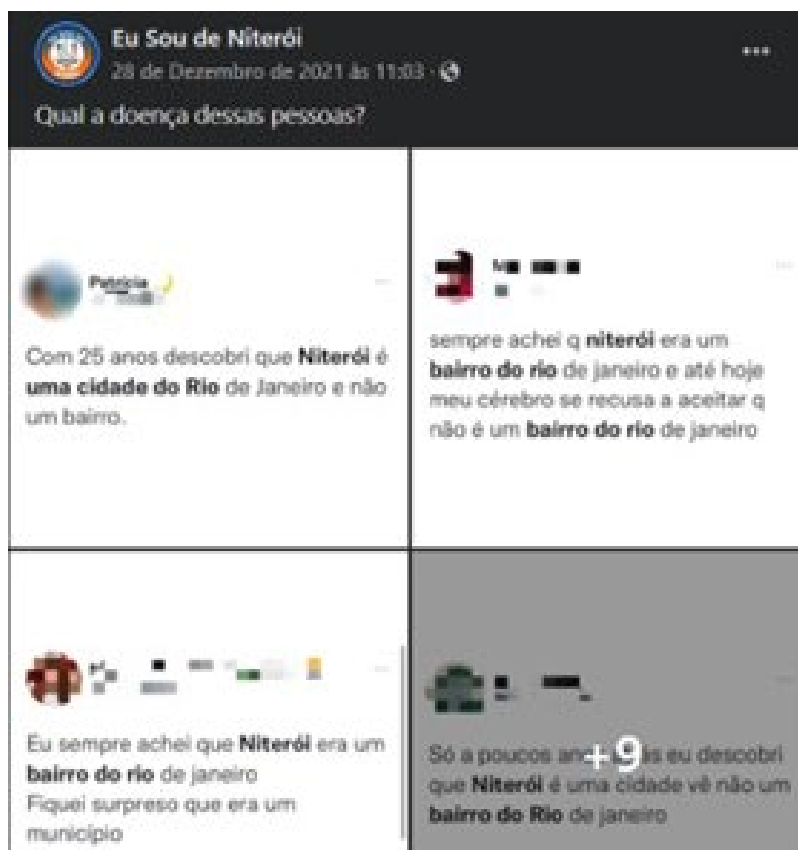 Eu Sou de Niterói
28 de Dezembro de 2021 às 11:03
Qual a doença dessas pessoas?
Patrícia
Com 25 anos descobri que Niterói é
uma cidade do Rio de Janeiro e não
um bairro.
sempre achei q niterói era um
bairro do rio de janeiro e até hoje
meu cérebro se recusa a aceitar q
não é um bairro do rio de janeiro
Eu sempre achei que Niterói era um
bairro do rio de janeiro
Fiquei surpreso que era um
município
+9
Só a poucos eu descobri
que Niterói é uma cidade vê não um
bairro do Rio de janeiro